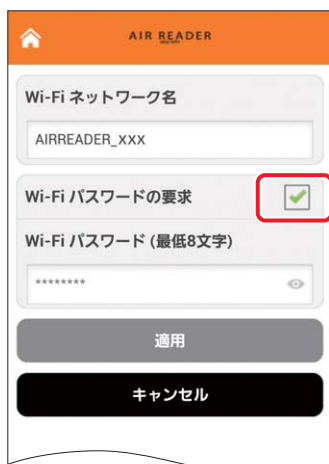 AIR READER
Wi-Fi ネットワーク名
AIRREADER_XXX
Wi-Fi パスワードの要求
Wi-Fi パスワード (最低8文字)
********
適用
キャンセル